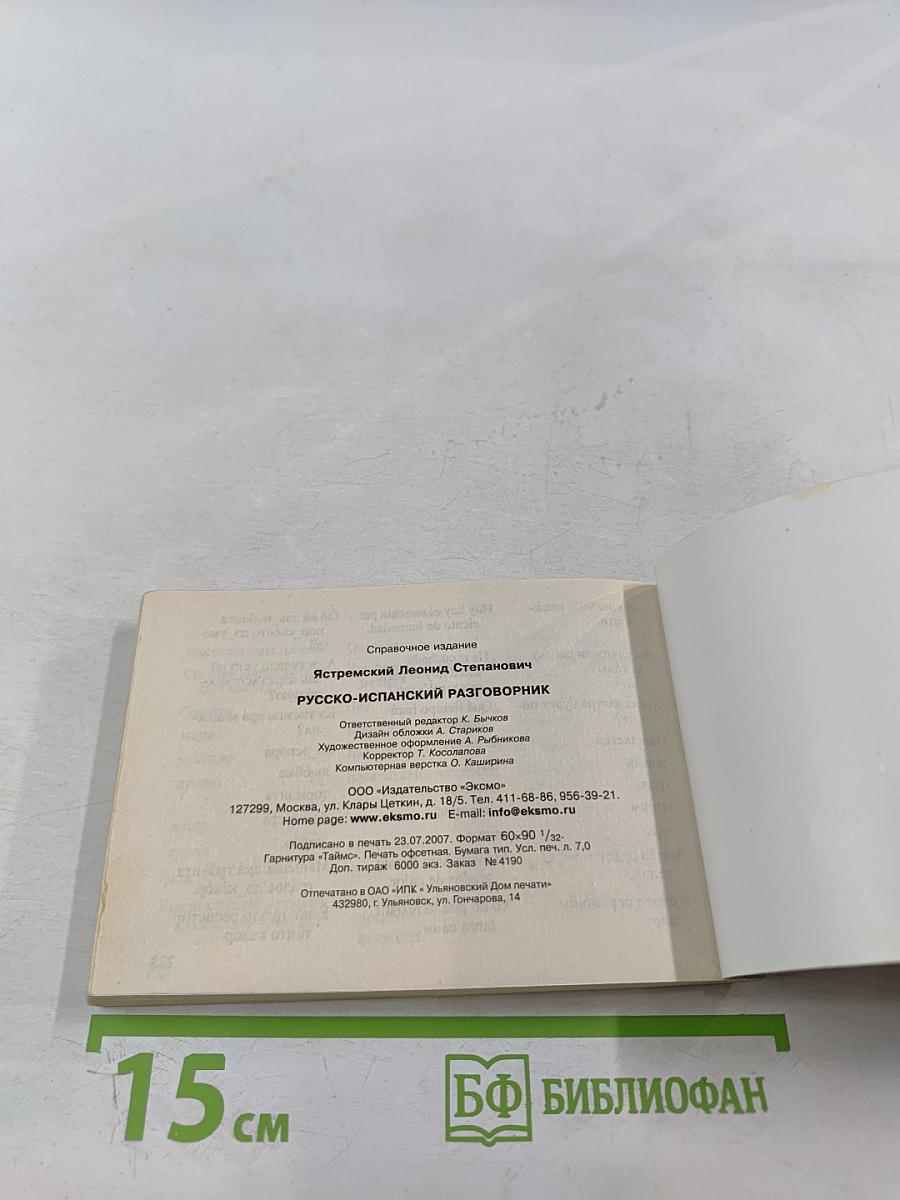 Справочное издание
Ястремский Леонид Степанович
РУССКО-ИСПАНСКИЙ РАЗГОВОРНИК
Ответственный редактор К. Бычков
Дизайн обложки А. Стариков
Художественное оформление А. Рыбникова
Корректор Т. Косолапова
Компьютерная верстка О. Каширина
ООО «Издательство «Эксмо»
127299, Москва, ул. Клары Цеткин, д. 18/5. Тел. 411-68-86, 956-39-21.
Home page: www.eksmo.ru E-mail: info@eksmo.ru
Подписано в печать 23.07.2007. Формат 60×90 1/32.
Гарнитура «Таймс». Печать офсетная. Бумага тип. Усл. печ. л. 7,0
Доп. тираж 6000 экз. Заказ № 4190
Отпечатано в ОАО «ИПК « Ульяновский Дом печати»
432980, г. Ульяновск, ул. Гончарова, 14
15 см
БФ БИБЛИОФАН